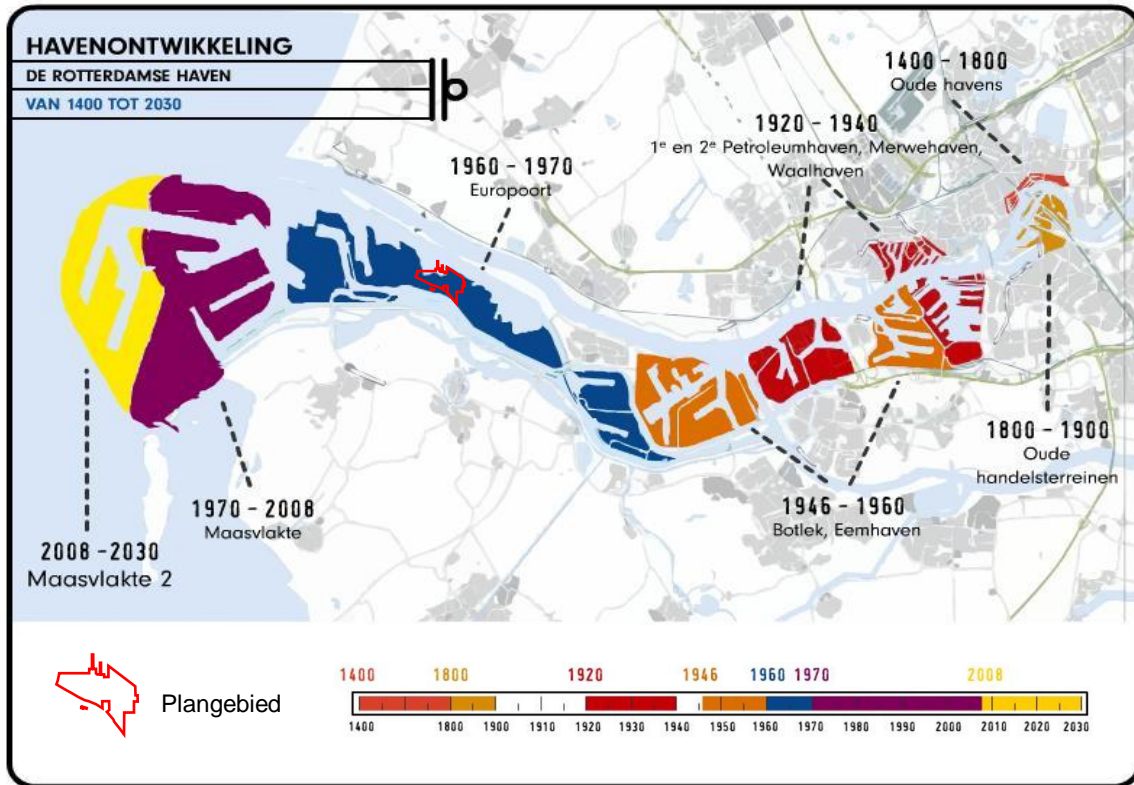 HAVENONTWIKKELING
DE ROTTERDAMSE HAVEN
VAN 1400 TOT 2030
1400 – 1800
Oude havens
1920 – 1940
1e en 2e Petroleumhaven, Merwehaven,
Waalhaven
1960 – 1970
Europoort
1800 – 1900
Oude
handelsterreinen
1946 – 1960
Botlek, Eemhaven
1970 – 2008
Maasvlakte
2008 – 2030
Maasvlakte 2
Plangebied
1400 1800 1920 1946 1960 1970 2008
1400 1800 1900 1910 1920 1930 1940 1950 1960 1970 1980 1990 2000 2010 2020 2030